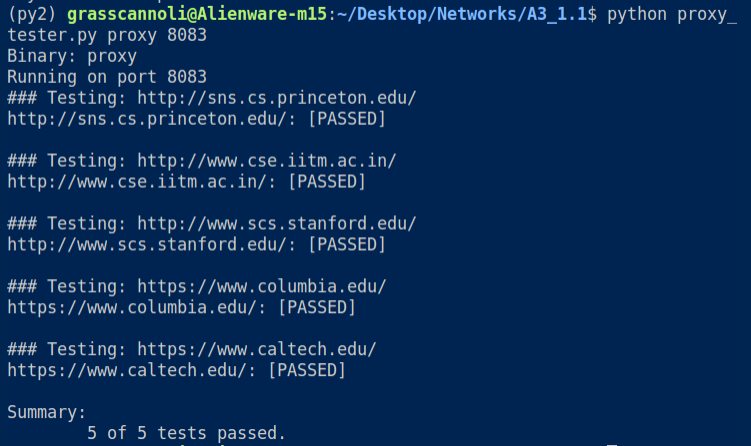 (py2) grasscannoli@Alienware-m15:~/Desktop/Networks/A3_1.1$ python proxy_
tester.py proxy 8083
Binary: proxy
Running on port 8083
### Testing: http://sns.cs.princeton.edu/
http://sns.cs.princeton.edu/: [PASSED]
### Testing: http://www.cse.iitm.ac.in/
http://www.cse.iitm.ac.in/: [PASSED]
### Testing: http://www.scs.stanford.edu/
http://www.scs.stanford.edu/: [PASSED]
### Testing: https://www.columbia.edu/
https://www.columbia.edu/: [PASSED]
### Testing: https://www.caltech.edu/
https://www.caltech.edu/: [PASSED]
Summary:
5 of 5 tests passed.